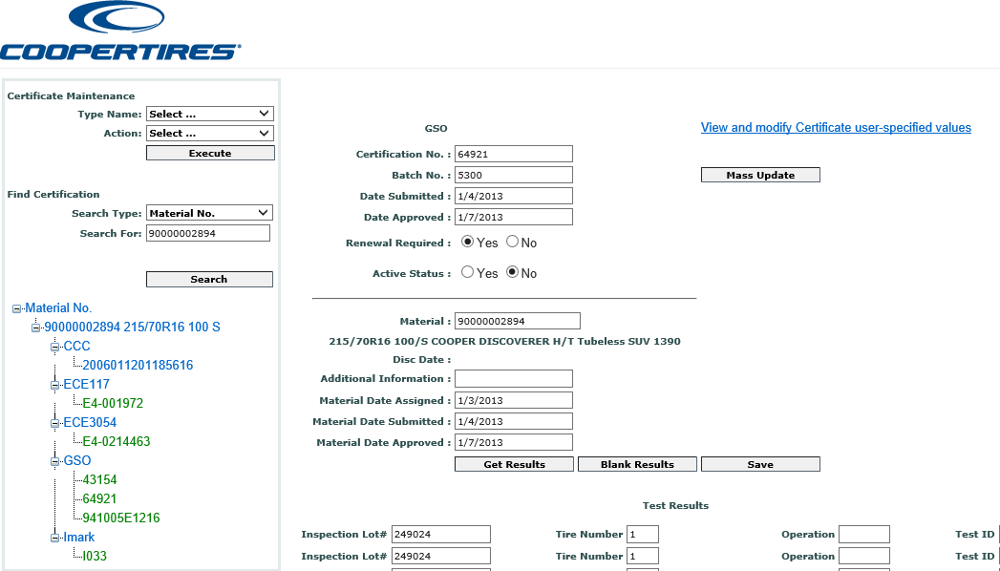 COOPERTIRES
Certificate Maintenance
Type Name: Select ...
Action: Select ...
Execute
Find Certification
Search Type: Material No.
Search For: 90000002894
Search
Material No.
90000002894 215/70R16 100 S
CCC
2006011201185616
ECE117
E4-001972
ECE3054
E4-0214463
GSO
43154
64921
941005E1216
Imark
I033
GSO
View and modify Certificate user-specified values
Certification No. : 64921
Batch No. : 5300
Mass Update
Date Submitted : 1/4/2013
Date Approved : 1/7/2013
Renewal Required : Yes No
Active Status : Yes No
Material : 90000002894
215/70R16 100/S COOPER DISCOVERER H/T Tubeless SUV 1390
Disc Date :
Additional Information :
Material Date Assigned : 1/3/2013
Material Date Submitted : 1/4/2013
Material Date Approved : 1/7/2013
Get Results Blank Results Save
Test Results
Inspection Lot# 249024 Tire Number 1 Operation Test ID
Inspection Lot# 249024 Tire Number 1 Operation Test ID